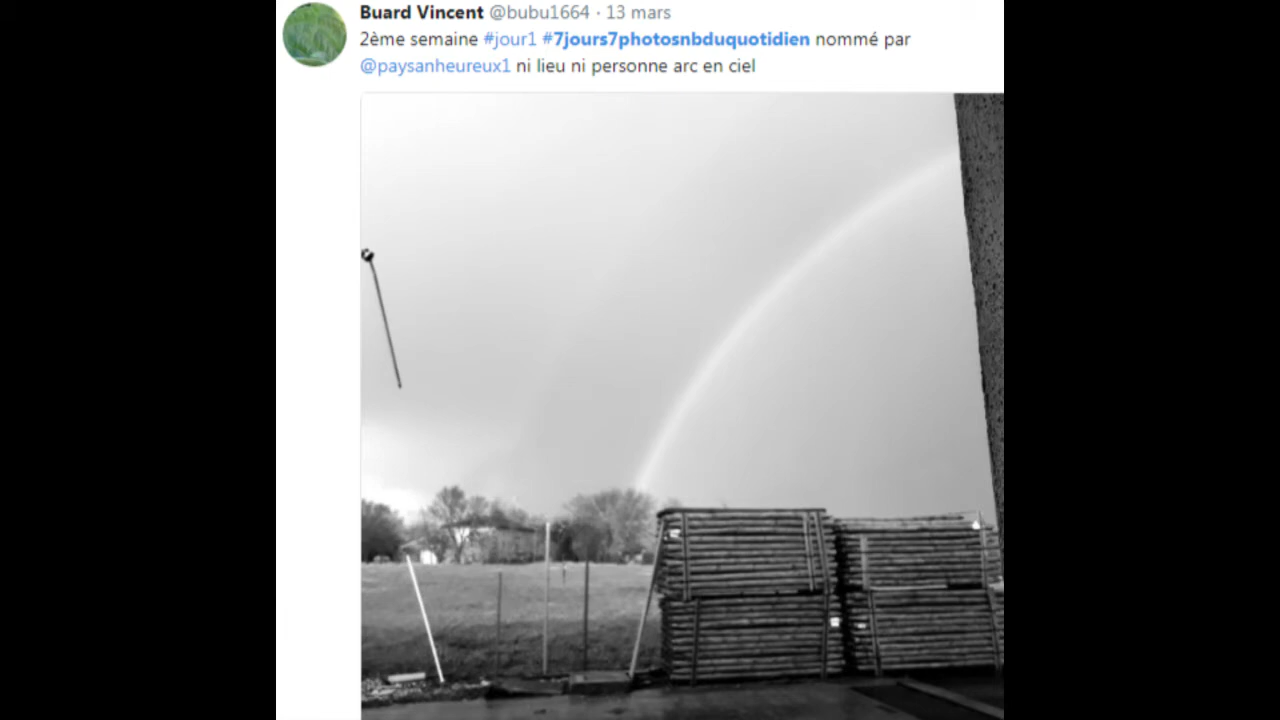 Buard Vincent @bubu1664 · 13 mars
2ème semaine #jour1 #7jours7photosnbduquotidien nommé par
@paysanheureux1 ni lieu ni personne arc en ciel